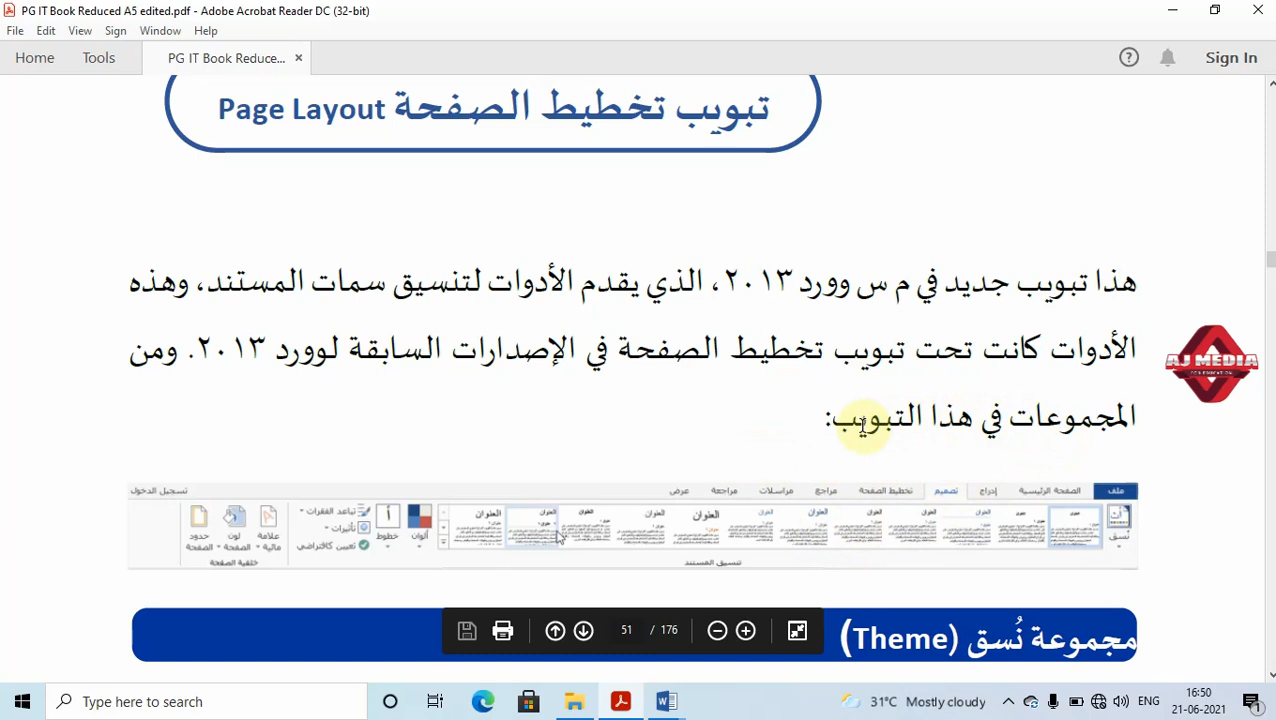 PG IT Book Reduced A5 edited.pdf - Adobe Acrobat Reader DC (32-bit)
File Edit View Sign Window Help
Home Tools PG IT Book Reduce... × Sign In
تبويب تخطيط الصفحة Page Layout
هذا تبويب جديد في م س وورد ٢٠١٣، الذي يقدم الأدوات لتنسيق سمات المستند، وهذه
الأدوات كانت تحت تبويب تخطيط الصفحة في الإصدارات السابقة لوورد ٢٠١٣. ومن
المجموعات في هذا التبويب:
AJ MEDIA
FOR EDUCATION
ملف الصفحة الرئيسية إدراج تصميم تخطيط الصفحة مراجع مراسلات مراجعة عرض تسجيل الدخول
نسق ألوان خطوط تباعد الفقرات تأثيرات تعيين كافتراضي علامة مائية لون الصفحة حدود الصفحة
تنسيق المستند خلفية الصفحة
مجموعة نُسق (Theme)
51 / 176
Type here to search
31°C Mostly cloudy ENG 16:50
21-06-2021